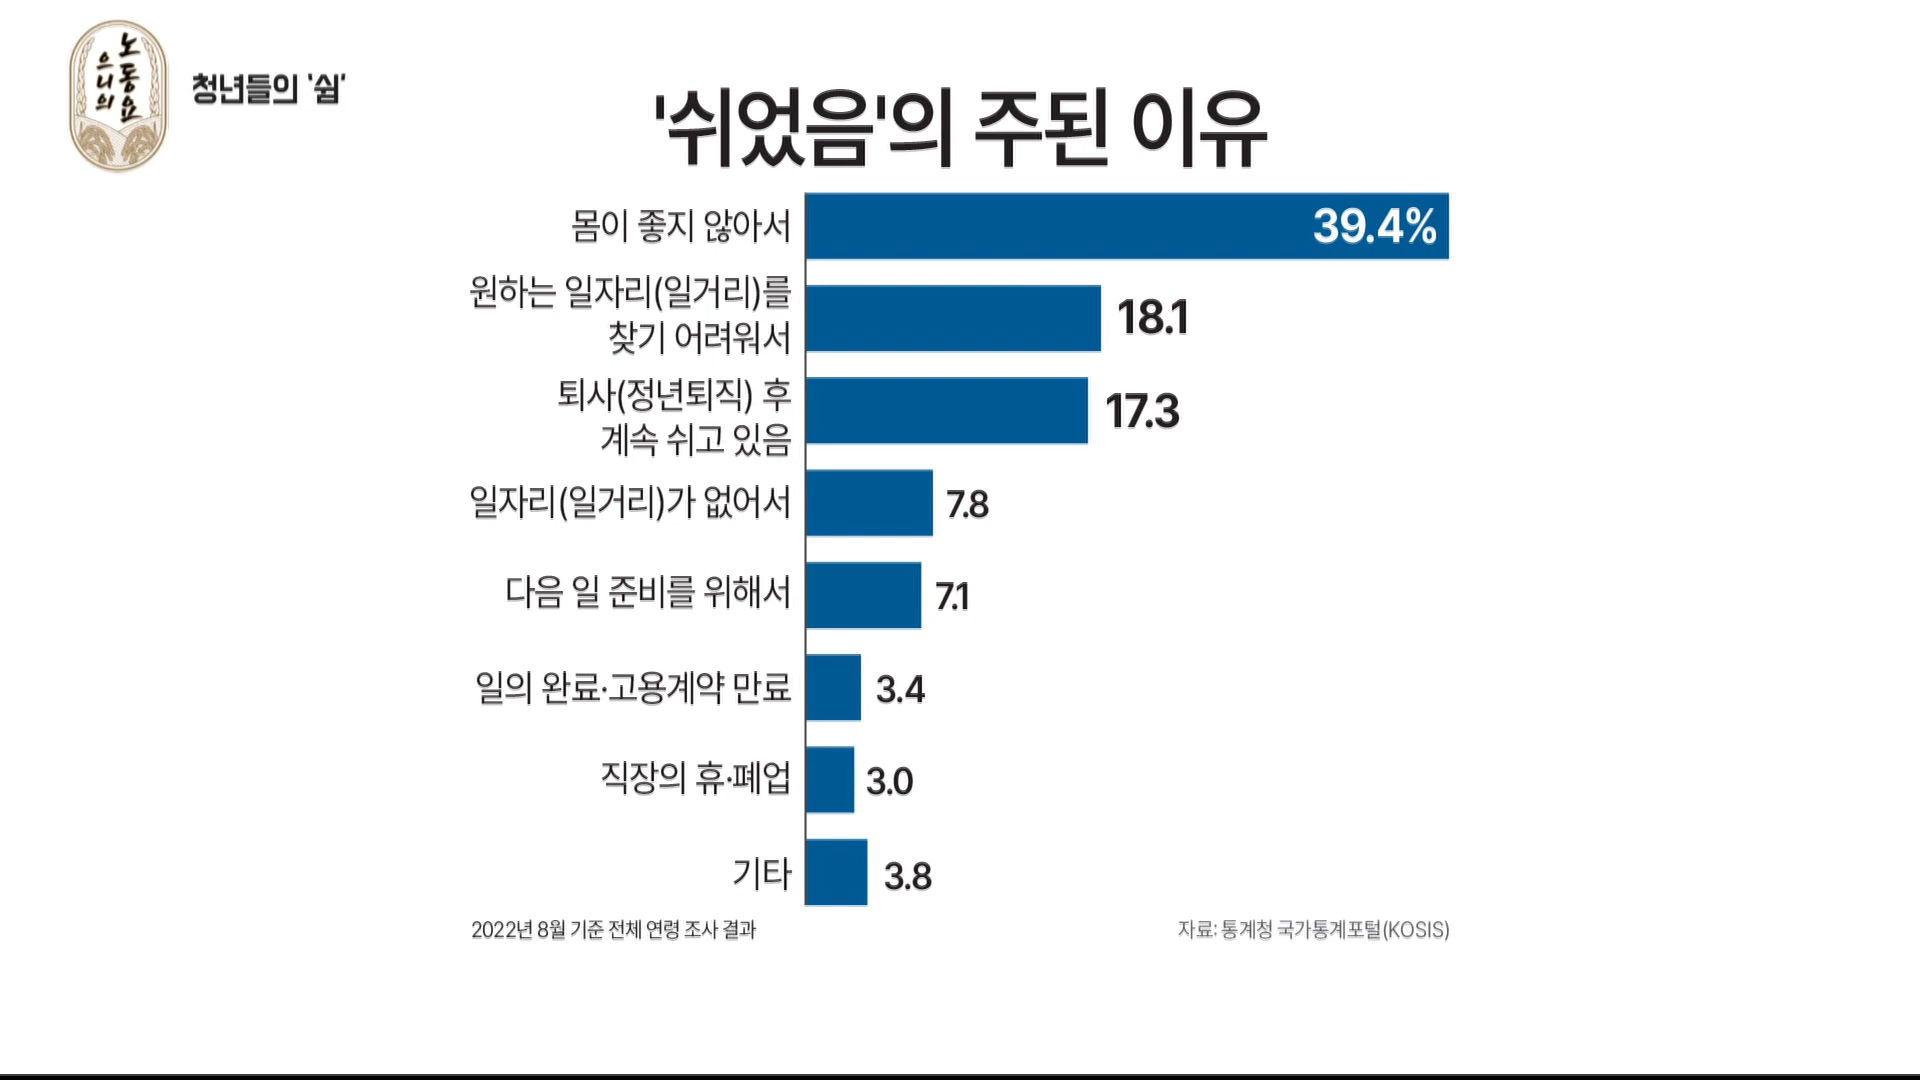 노동요
으니의
청년들의 '쉼'
'쉬었음'의 주된 이유
몸이 좋지 않아서
39.4%
원하는 일자리(일거리)를
찾기 어려워서
18.1
퇴사(정년퇴직) 후
계속 쉬고 있음
17.3
일자리(일거리)가 없어서
7.8
다음 일 준비를 위해서
7.1
일의 완료·고용계약 만료
3.4
직장의 휴·폐업
3.0
기타
3.8
2022년 8월 기준 전체 연령 조사 결과
자료: 통계청 국가통계포털(KOSIS)